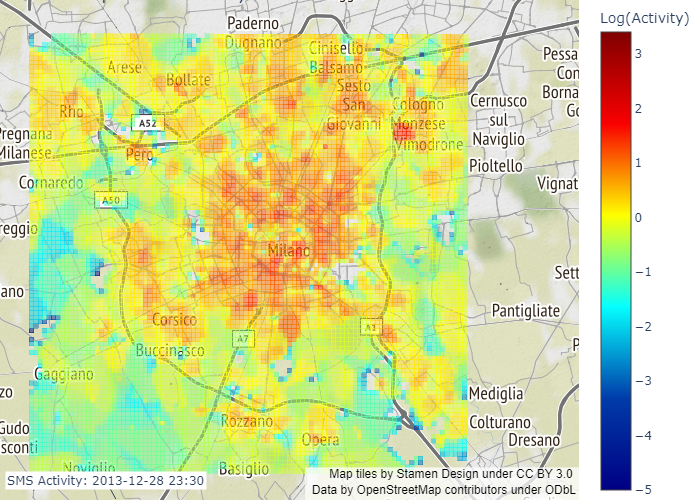 Log(Activity)
3
2
1
0
−1
−2
−3
−4
−5
Paderno
Dugnano
Cinisello
Balsamo
Arese
Bollate
Sesto
San
Giovanni
Rho
A52
Cologno
Monzese
Vimodrone
Cernusco
sul
Naviglio
Pioltello
Pregnana
Milanese
Pero
Cornaredo
A50
Vignat
reggio
Milano
ano
Sett
Pantigliate
Corsico
A7
A1
Buccinasco
Gaggiano
Mediglia
Colturano
Dresano
Rozzano
Opera
Noviglio
Basiglio
Pessa
Con
Borna
Go
zo
Gudo
sconti
P
SMS Activity: 2013-12-28 23:30
Map tiles by Stamen Design under CC BY 3.0
Data by OpenStreetMap contributors under ODbL